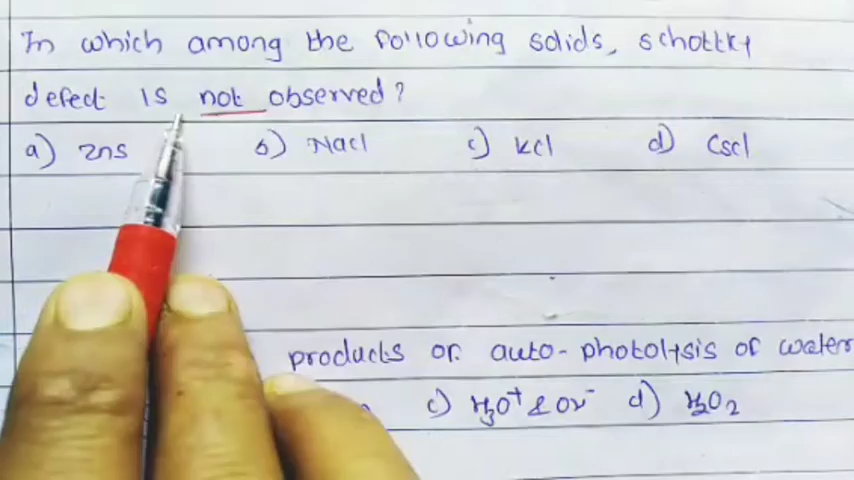 In which among the following solids, schottky
defect is not observed?
a) zns b) Nacl c) kcl d) Cscl
products or auto-photolysis of water
c) H3O+ & OH- d) H2O2